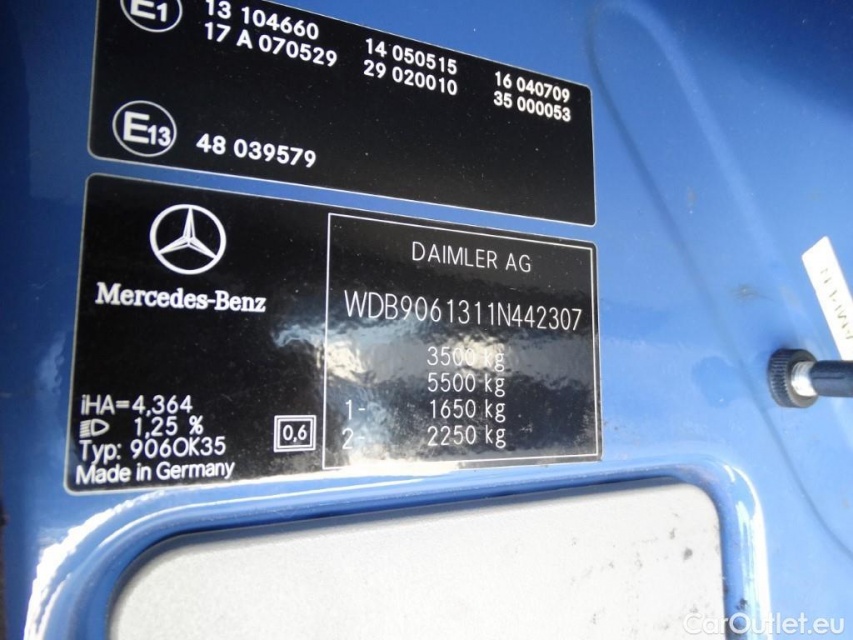 E1
13 104660
17 A 070529
14 050515
29 020010
16 040709
35 000053
E13
48 039579
Mercedes-Benz
iHA=4,364
1,25 %
Typ: 906OK35
Made in Germany
0,6
DAIMLER AG
WDB9061311N442307
3500 kg
5500 kg
1- 1650 kg
2- 2250 kg
CarOutlet.eu